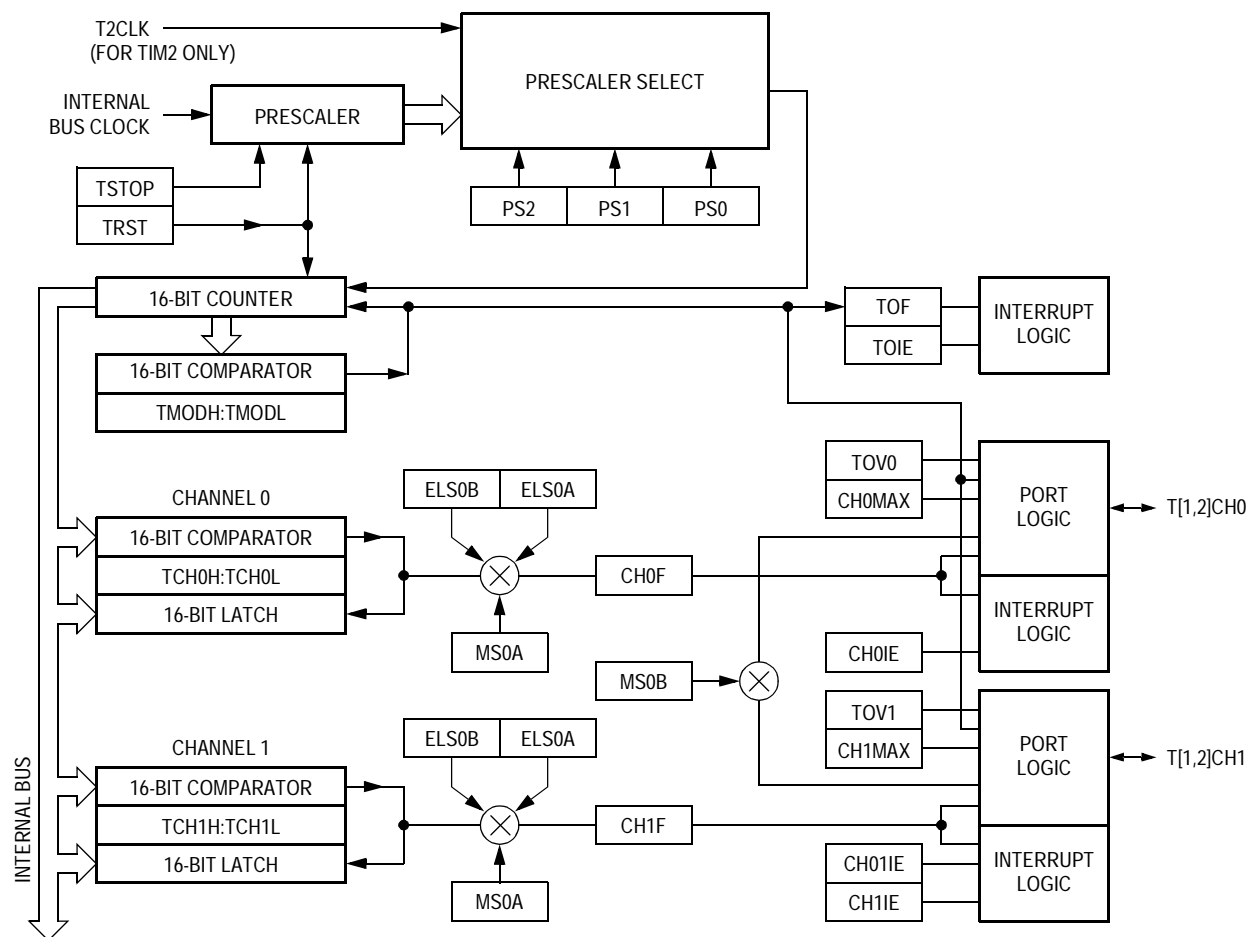 T2CLK
(FOR TIM2 ONLY)
PRESCALER SELECT
INTERNAL
BUS CLOCK
PRESCALER
TSTOP
TRST
PS2
PS1
PS0
16-BIT COUNTER
16-BIT COMPARATOR
TMODH:TMODL
TOF
TOIE
INTERRUPT
LOGIC
CHANNEL 0
16-BIT COMPARATOR
TCH0H:TCH0L
16-BIT LATCH
ELS0B
ELS0A
MS0A
CH0F
TOV0
CH0MAX
PORT
LOGIC
T[1,2]CH0
INTERRUPT
LOGIC
CH0IE
MS0B
CHANNEL 1
16-BIT COMPARATOR
TCH1H:TCH1L
16-BIT LATCH
ELS0B
ELS0A
MS0A
CH1F
TOV1
CH1MAX
PORT
LOGIC
T[1,2]CH1
INTERRUPT
LOGIC
CH01IE
CH1IE
INTERNAL BUS